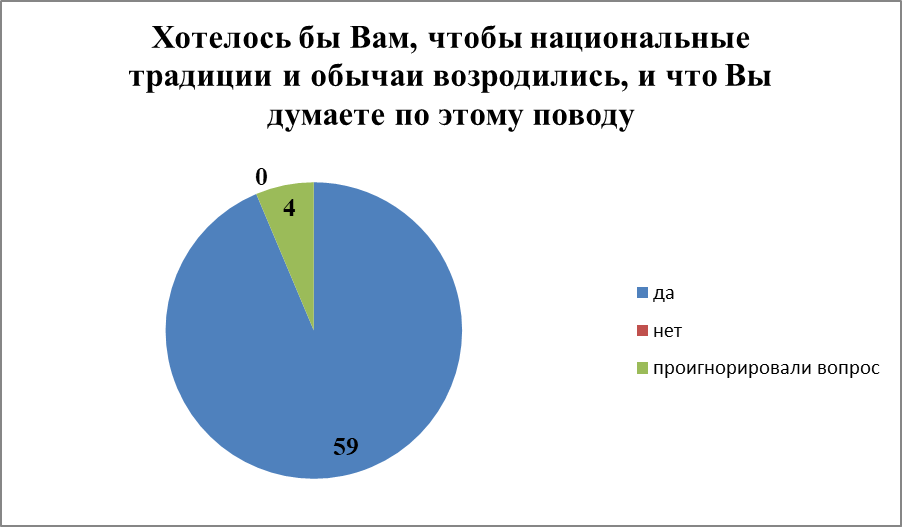 Хотелось бы Вам, чтобы национальные
традиции и обычаи возродились, и что Вы
думаете по этому поводу
0
4
59
да
нет
проигнорировали вопрос